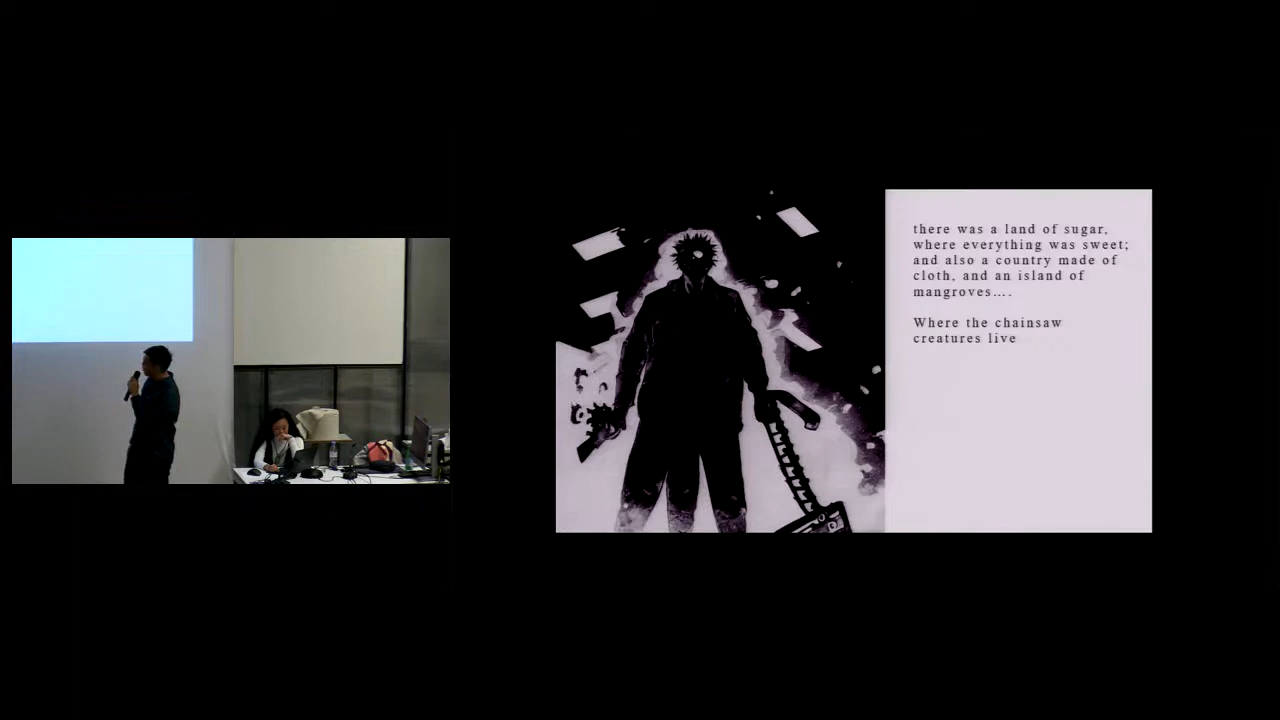 there was a land of sugar,
where everything was sweet;
and also a country made of
cloth, and an island of
mangroves....
Where the chainsaw
creatures live